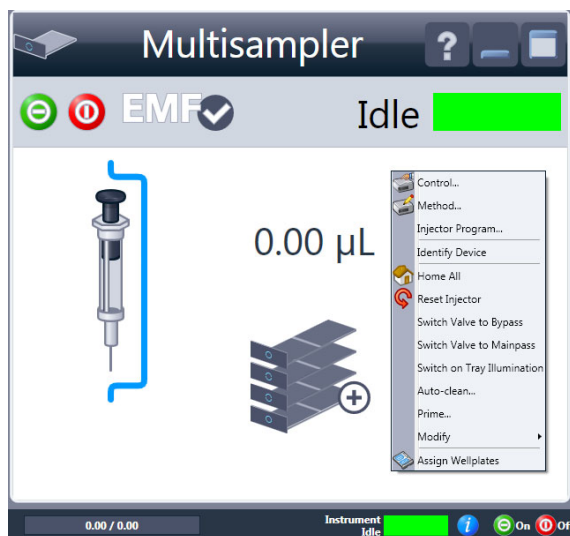 Multisampler ?
EMF Idle
0.00 µL
Control...
Method...
Injector Program...
Identify Device
Home All
Reset Injector
Switch Valve to Bypass
Switch Valve to Mainpass
Switch on Tray Illumination
Auto-clean...
Prime...
Modify
Assign Wellplates
0.00 / 0.00
Instrument
Idle
i
On
Of